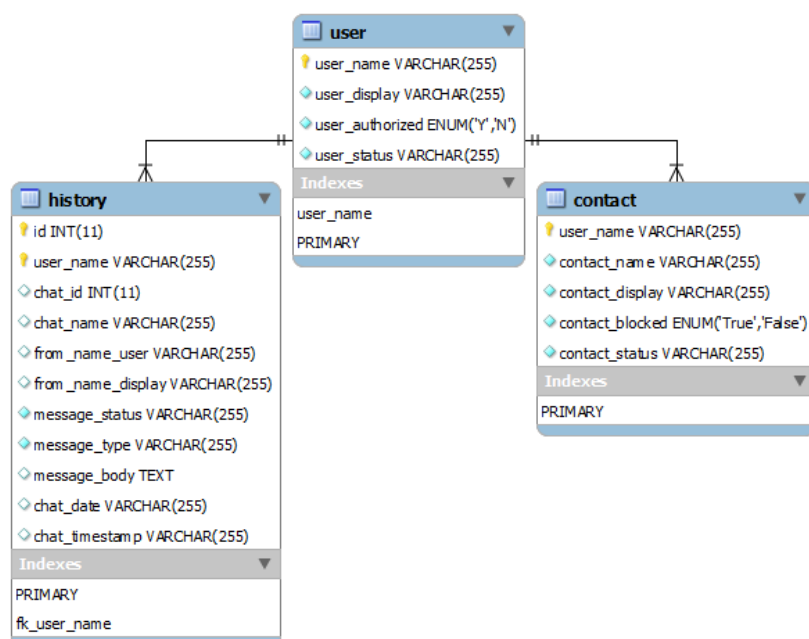 user
user_name VARCHAR(255)
user_display VARCHAR(255)
user_authorized ENUM('Y','N')
user_status VARCHAR(255)
Indexes
user_name
PRIMARY
history
id INT(11)
user_name VARCHAR(255)
chat_id INT(11)
chat_name VARCHAR(255)
from_name_user VARCHAR(255)
from_name_display VARCHAR(255)
message_status VARCHAR(255)
message_type VARCHAR(255)
message_body TEXT
chat_date VARCHAR(255)
chat_timestamp VARCHAR(255)
Indexes
PRIMARY
fk_user_name
contact
user_name VARCHAR(255)
contact_name VARCHAR(255)
contact_display VARCHAR(255)
contact_blocked ENUM('True','False')
contact_status VARCHAR(255)
Indexes
PRIMARY